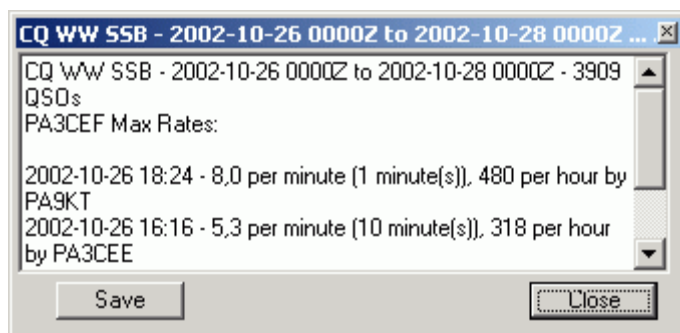 CQ WW SSB - 2002-10-26 0000Z to 2002-10-28 0000Z ...
CQ WW SSB - 2002-10-26 0000Z to 2002-10-28 0000Z - 3909
QSOs
PA3CEF Max Rates:
2002-10-26 18:24 - 8,0 per minute (1 minute(s)), 480 per hour by
PA9KT
2002-10-26 16:16 - 5,3 per minute (10 minute(s)), 318 per hour
by PA3CEE
Save
Close